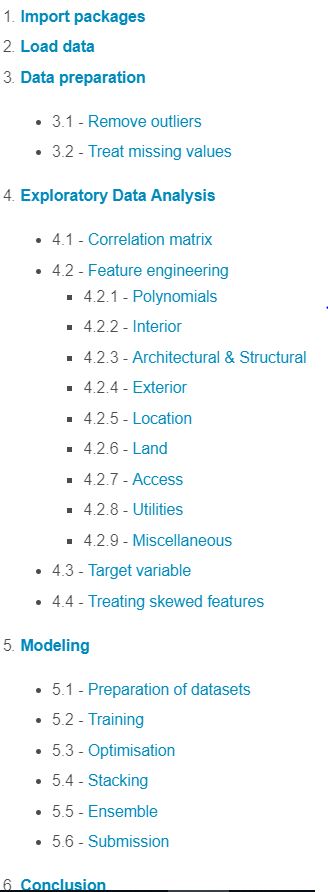 1. Import packages
2. Load data
3. Data preparation
• 3.1 - Remove outliers
• 3.2 - Treat missing values
4. Exploratory Data Analysis
• 4.1 - Correlation matrix
• 4.2 - Feature engineering
▪ 4.2.1 - Polynomials
▪ 4.2.2 - Interior
▪ 4.2.3 - Architectural & Structural
▪ 4.2.4 - Exterior
▪ 4.2.5 - Location
▪ 4.2.6 - Land
▪ 4.2.7 - Access
▪ 4.2.8 - Utilities
▪ 4.2.9 - Miscellaneous
• 4.3 - Target variable
• 4.4 - Treating skewed features
5. Modeling
• 5.1 - Preparation of datasets
• 5.2 - Training
• 5.3 - Optimisation
• 5.4 - Stacking
• 5.5 - Ensemble
• 5.6 - Submission
6. Conclusion